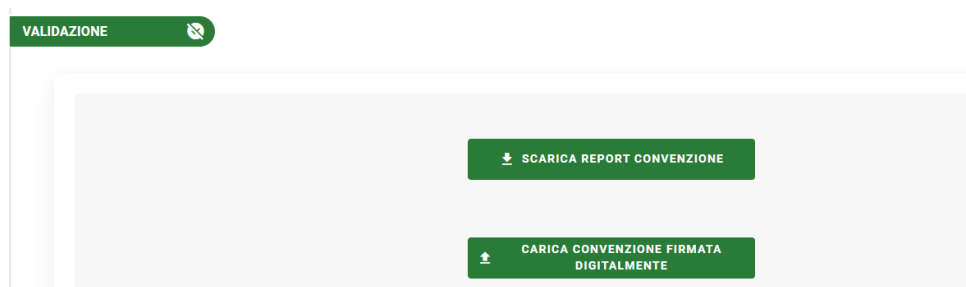 VALIDAZIONE
SCARICA REPORT CONVENZIONE
CARICA CONVENZIONE FIRMATA
DIGITALMENTE